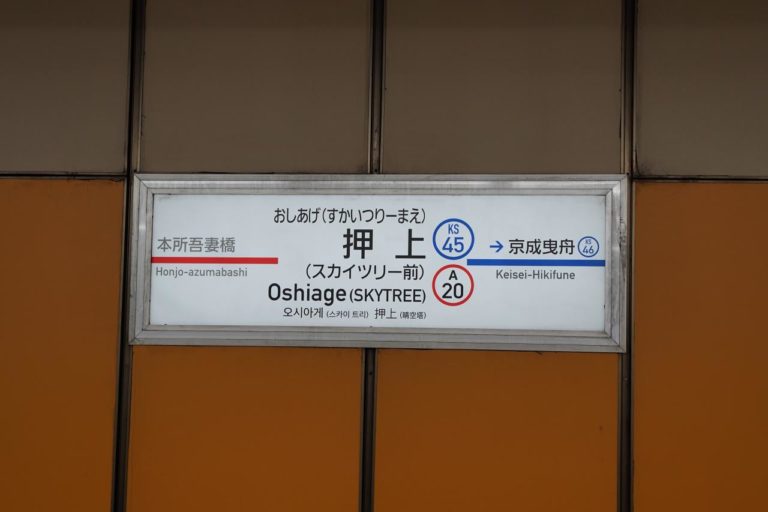 本所吾妻橋
Honjo-azumabashi
おしあげ(すかいつりーまえ)
押上
(スカイツリー前)
Oshiage (SKYTREE)
오시아게 (스카이 트리) 押上 (晴空塔)
KS
45
A
20
→ 京成曳舟
KS
46
Keisei-Hikifune